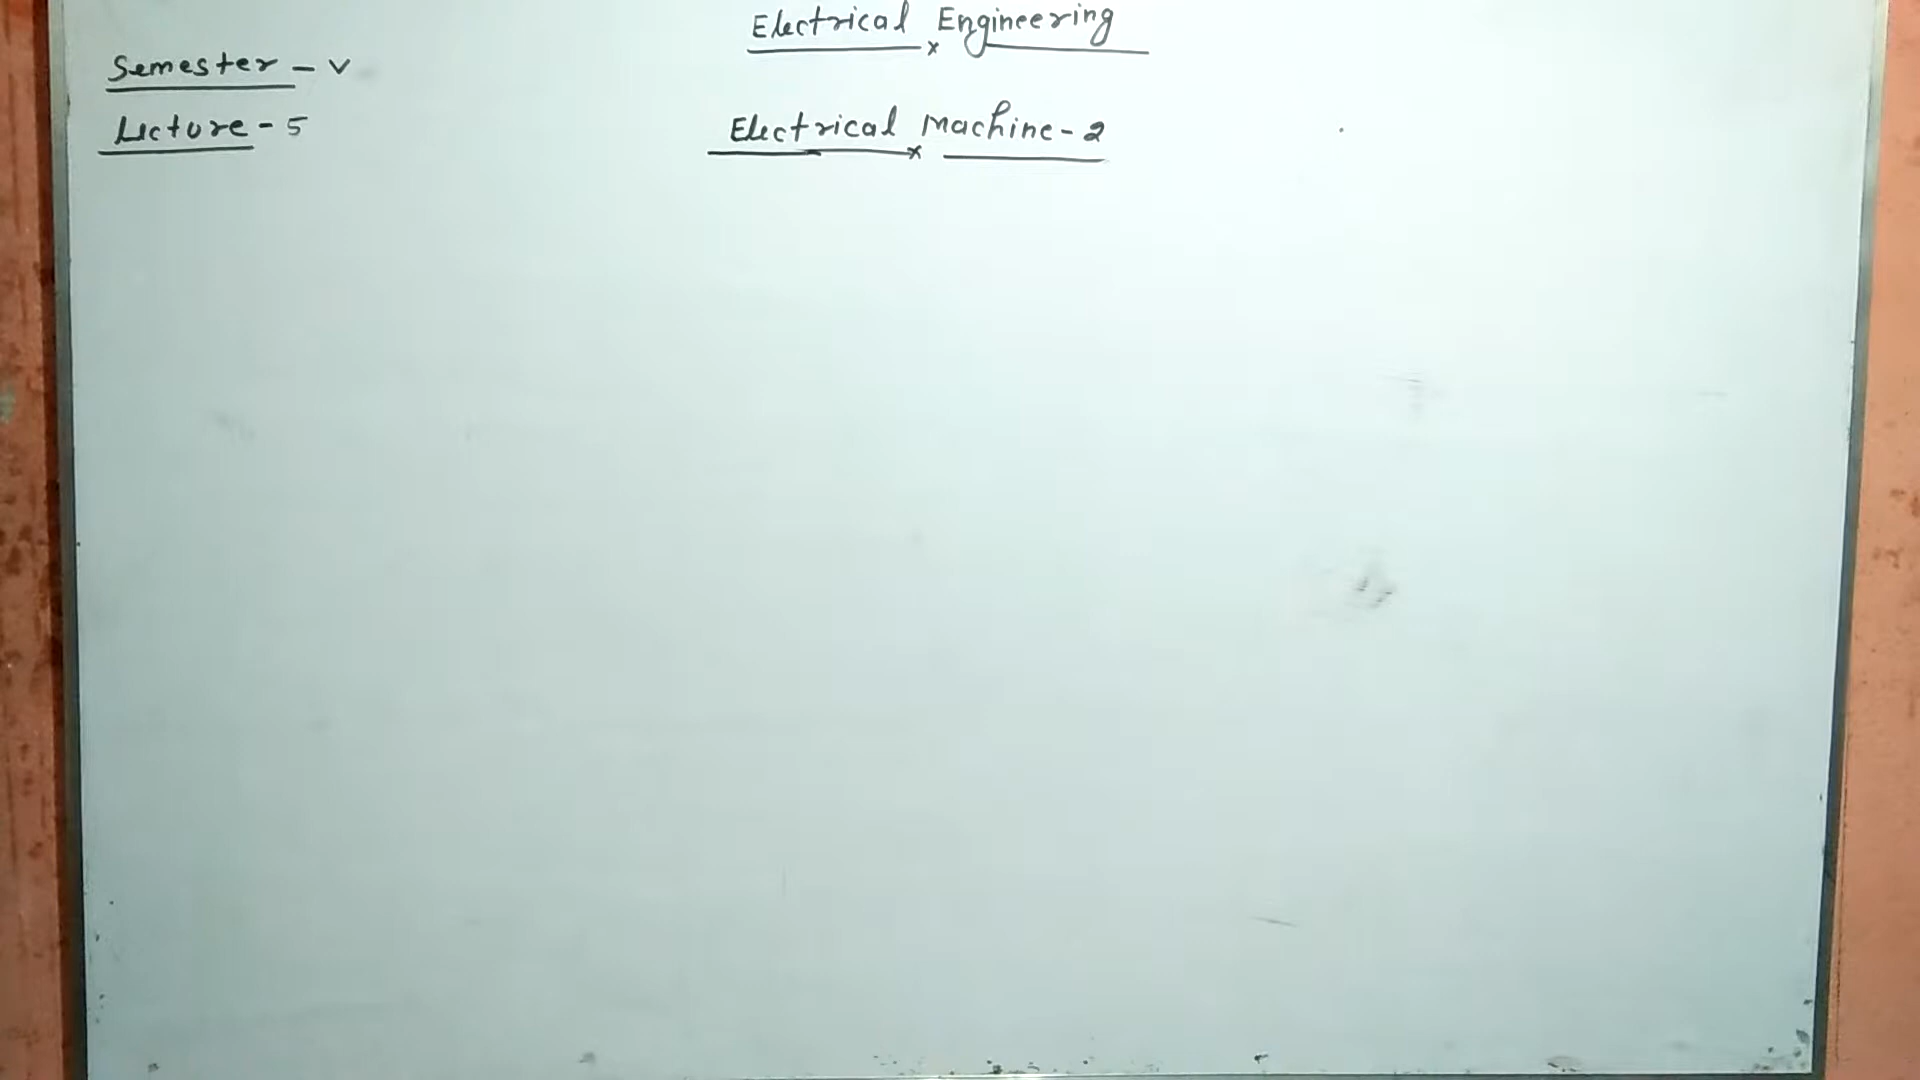 Electrical Engineering
Semester - V
Lecture - 5
Electrical Machine - 2